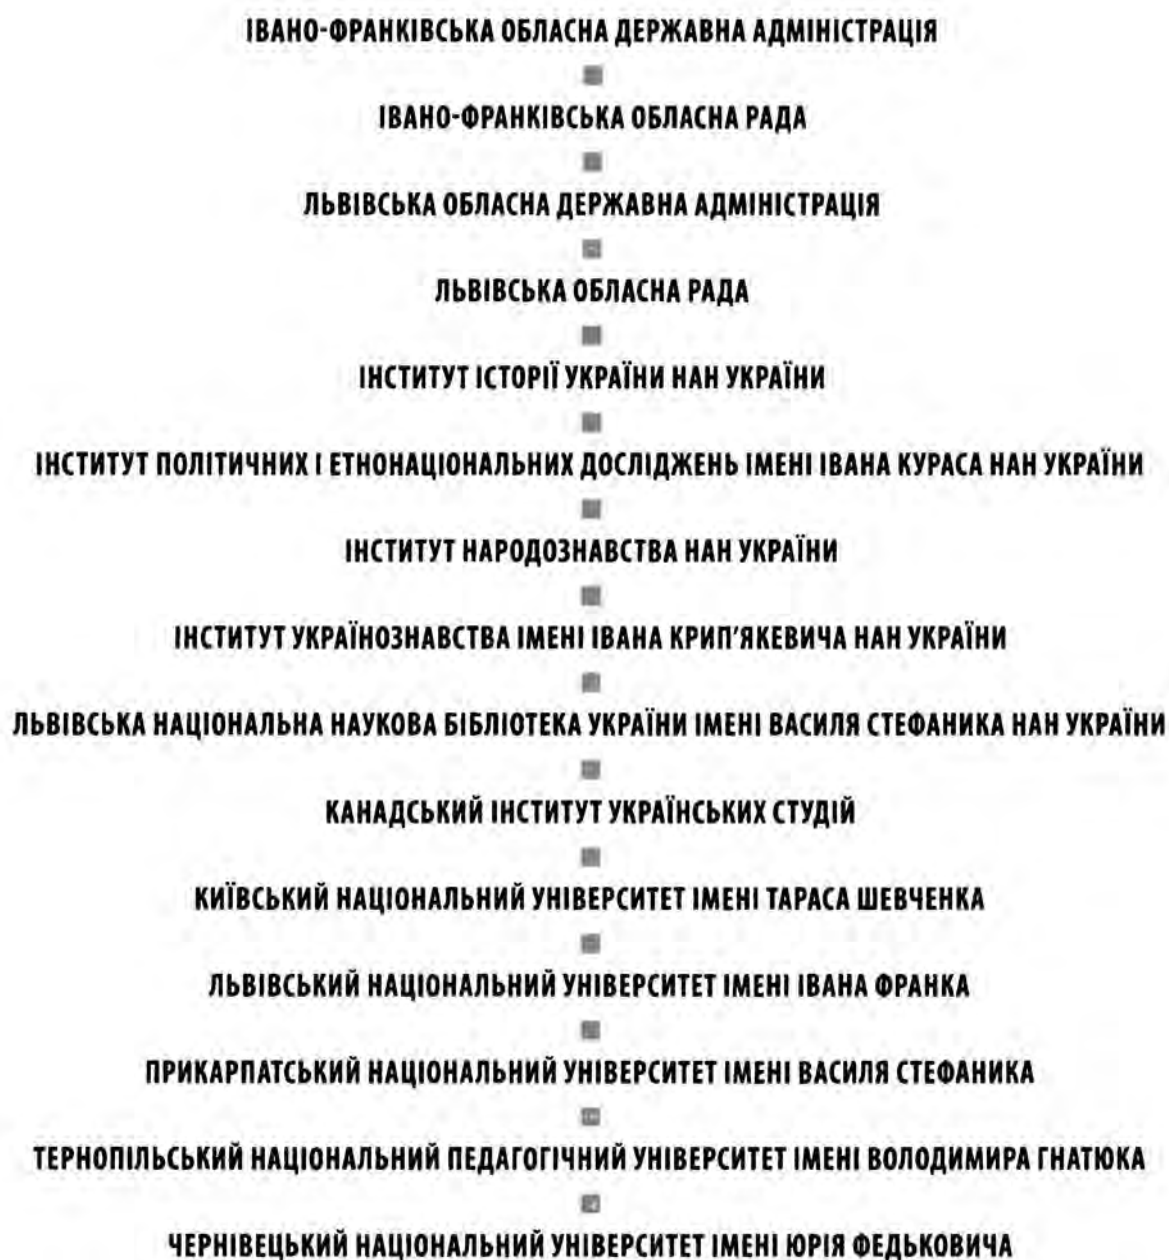 ІВАНО-ФРАНКІВСЬКА ОБЛАСНА ДЕРЖАВНА АДМІНІСТРАЦІЯ
ІВАНО-ФРАНКІВСЬКА ОБЛАСНА РАДА
ЛЬВІВСЬКА ОБЛАСНА ДЕРЖАВНА АДМІНІСТРАЦІЯ
ЛЬВІВСЬКА ОБЛАСНА РАДА
ІНСТИТУТ ІСТОРІЇ УКРАЇНИ НАН УКРАЇНИ
ІНСТИТУТ ПОЛІТИЧНИХ І ЕТНОНАЦІОНАЛЬНИХ ДОСЛІДЖЕНЬ ІМЕНІ ІВАНА КУРАСА НАН УКРАЇНИ
ІНСТИТУТ НАРОДОЗНАВСТВА НАН УКРАЇНИ
ІНСТИТУТ УКРАЇНОЗНАВСТВА ІМЕНІ ІВАНА КРИП'ЯКЕВИЧА НАН УКРАЇНИ
ЛЬВІВСЬКА НАЦІОНАЛЬНА НАУКОВА БІБЛІОТЕКА УКРАЇНИ ІМЕНІ ВАСИЛЯ СТЕФАНИКА НАН УКРАЇНИ
КАНАДСЬКИЙ ІНСТИТУТ УКРАЇНСЬКИХ СТУДІЙ
КИЇВСЬКИЙ НАЦІОНАЛЬНИЙ УНІВЕРСИТЕТ ІМЕНІ ТАРАСА ШЕВЧЕНКА
ЛЬВІВСЬКИЙ НАЦІОНАЛЬНИЙ УНІВЕРСИТЕТ ІМЕНІ ІВАНА ФРАНКА
ПРИКАРПАТСЬКИЙ НАЦІОНАЛЬНИЙ УНІВЕРСИТЕТ ІМЕНІ ВАСИЛЯ СТЕФАНИКА
ТЕРНОПІЛЬСЬКИЙ НАЦІОНАЛЬНИЙ ПЕДАГОГІЧНИЙ УНІВЕРСИТЕТ ІМЕНІ ВОЛОДИМИРА ГНАТЮКА
ЧЕРНІВЕЦЬКИЙ НАЦІОНАЛЬНИЙ УНІВЕРСИТЕТ ІМЕНІ ЮРІЯ ФЕДЬКОВИЧА